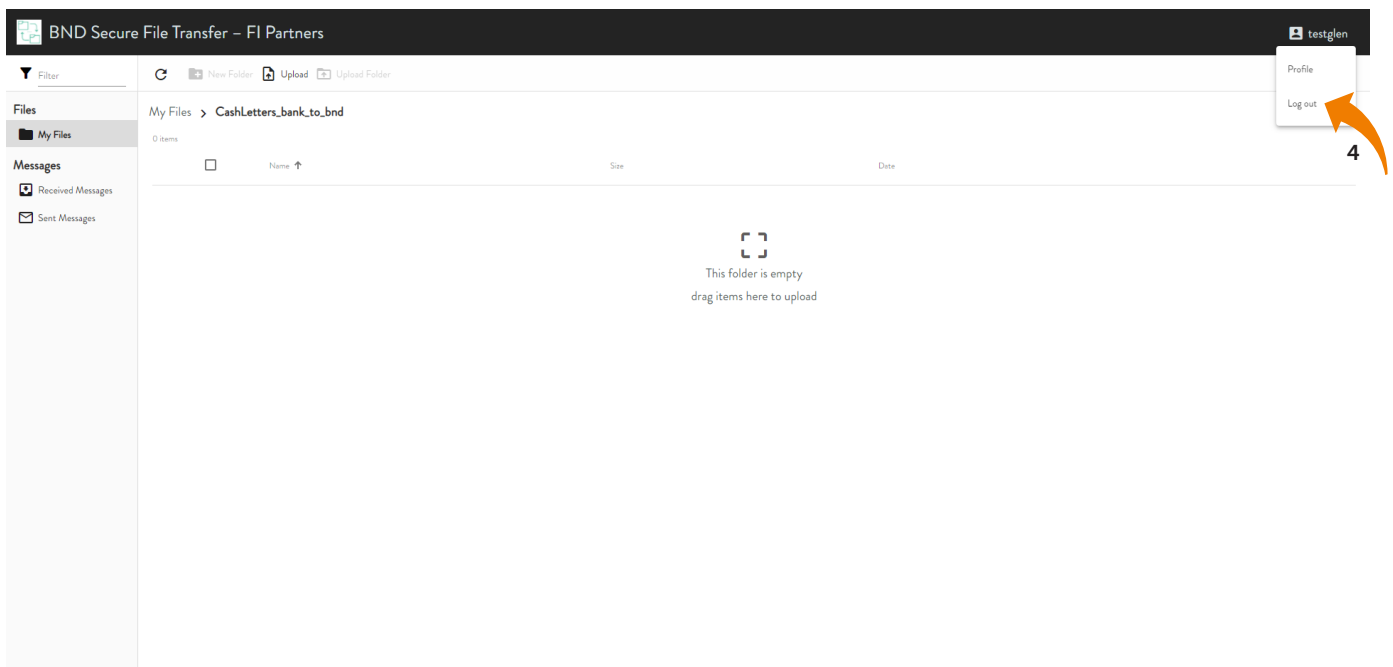 BND Secure File Transfer – FI Partners
testglen
Filter
New Folder Upload Upload Folder
Profile
Log out
4
Files
My Files
Messages
Received Messages
Sent Messages
My Files > CashLetters_bank_to_bnd
0 items
Name Size Date
This folder is empty
drag items here to upload